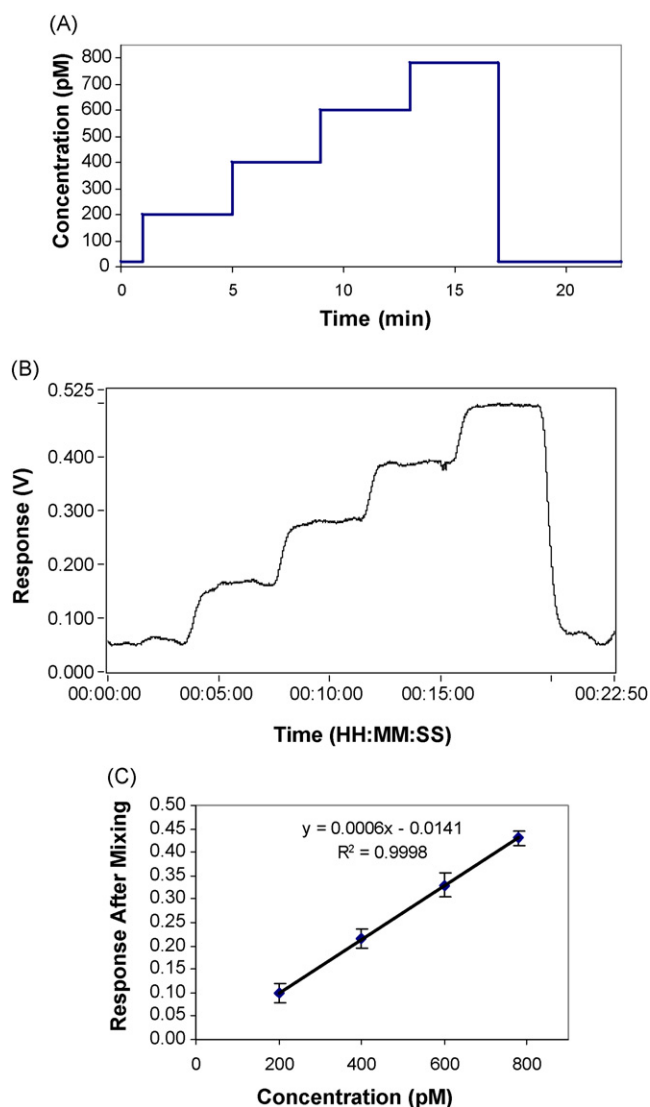 (A)
Concentration (pM)
800
700
600
500
400
300
200
100
0
0 5 10 15 20
Time (min)
(B)
Response (V)
0.525
0.400
0.300
0.200
0.100
0.000
00:00:00 00:05:00 00:10:00 00:15:00 00:22:50
Time (HH:MM:SS)
(C)
Response After Mixing
0.50
0.45
0.40
0.35
0.30
0.25
0.20
0.15
0.10
0.05
0.00
y = 0.0006x - 0.0141
R² = 0.9998
0 200 400 600 800
Concentration (pM)